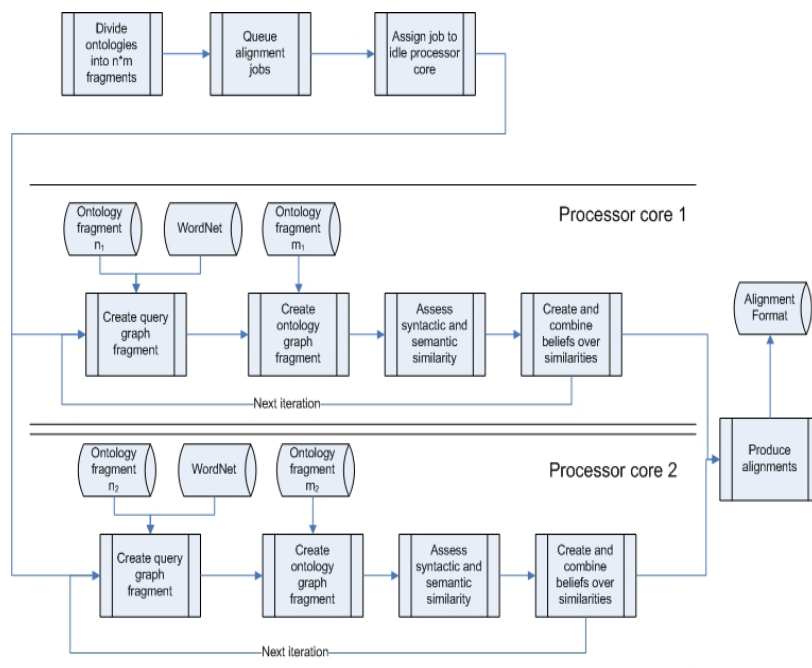 Divide
ontologies
into n*m
fragments
Queue
alignment
jobs
Assign job to
idle processor
core
Processor core 1
Ontology
fragment
n1
WordNet
Ontology
fragment
m1
Create query
graph
fragment
Create
ontology
graph
fragment
Assess
syntactic and
semantic
similarity
Create and
combine
beliefs over
similarities
Next iteration
Alignment
Format
Produce
alignments
Processor core 2
Ontology
fragment
n2
WordNet
Ontology
fragment
m2
Create query
graph
fragment
Create
ontology
graph
fragment
Assess
syntactic and
semantic
similarity
Create and
combine
beliefs over
similarities
Next iteration